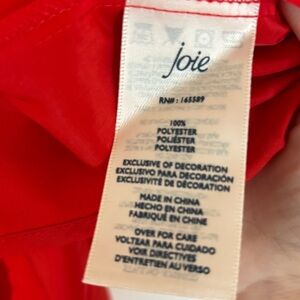 joie
RN#: 165589
100%
POLYESTER
POLIÉSTER
POLYESTER
EXCLUSIVE OF DECORATION
EXCLUSIVO PARA DECORACIÓN
EXCLUSIVITÉ DE DÉCORATION
MADE IN CHINA
HECHO EN CHINA
FABRIQUÉ EN CHINE
OVER FOR CARE
VOLTEAR PARA CUIDADO
VOIR DIRECTIVES
D'ENTRETIEN AU VERSO